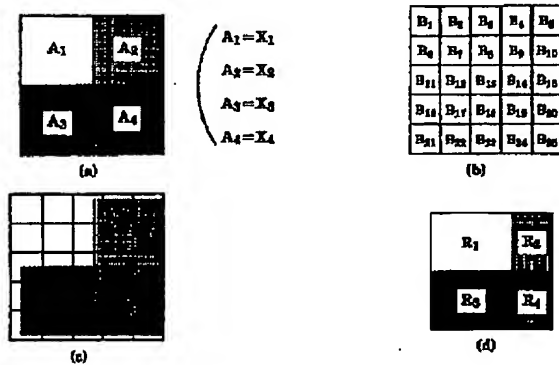 A1 A2
A3 A4
(a)
A1=X1
A2=X2
A3=X3
A4=X4
B1 B2 B3 B4 B5
B6 B7 B8 B9 B10
B11 B12 B13 B14 B15
B16 B17 B18 B19 B20
B21 B22 B23 B24 B25
(b)
(c)
R1 R2
R3 R4
(d)